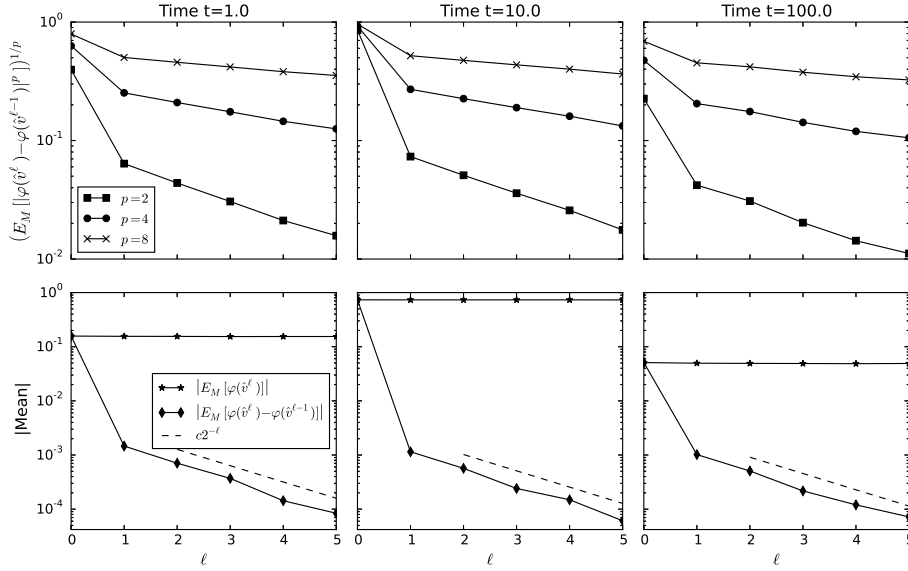 Time t=1.0
Time t=10.0
Time t=100.0
(E_M [|φ(v̂^ℓ)−φ(v̂^{ℓ−1})|^p])^{1/p}
10^0
10^{-1}
10^{-2}
p=2
p=4
p=8
|Mean|
10^0
10^{-1}
10^{-2}
10^{-3}
10^{-4}
|E_M [φ(v̂^ℓ)]|
|E_M [φ(v̂^ℓ)−φ(v̂^{ℓ−1})]|
c2^{−ℓ}
0 1 2 3 4 5
0 1 2 3 4 5
0 1 2 3 4 5
ℓ
ℓ
ℓ